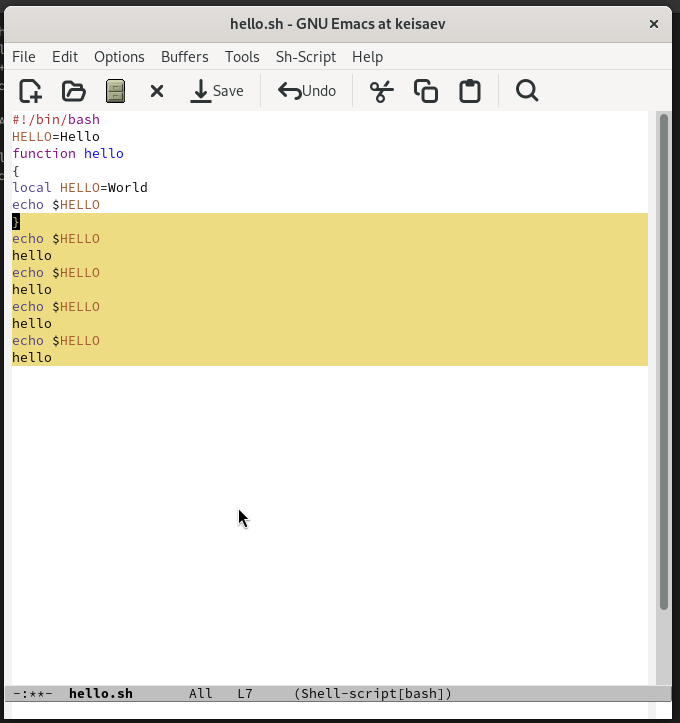 hello.sh - GNU Emacs at keisaev
File Edit Options Buffers Tools Sh-Script Help
Save Undo
#!/bin/bash
HELLO=Hello
function hello
{
local HELLO=World
echo $HELLO
}
echo $HELLO
hello
echo $HELLO
hello
echo $HELLO
hello
echo $HELLO
hello
-:**- hello.sh All L7 (Shell-script[bash])